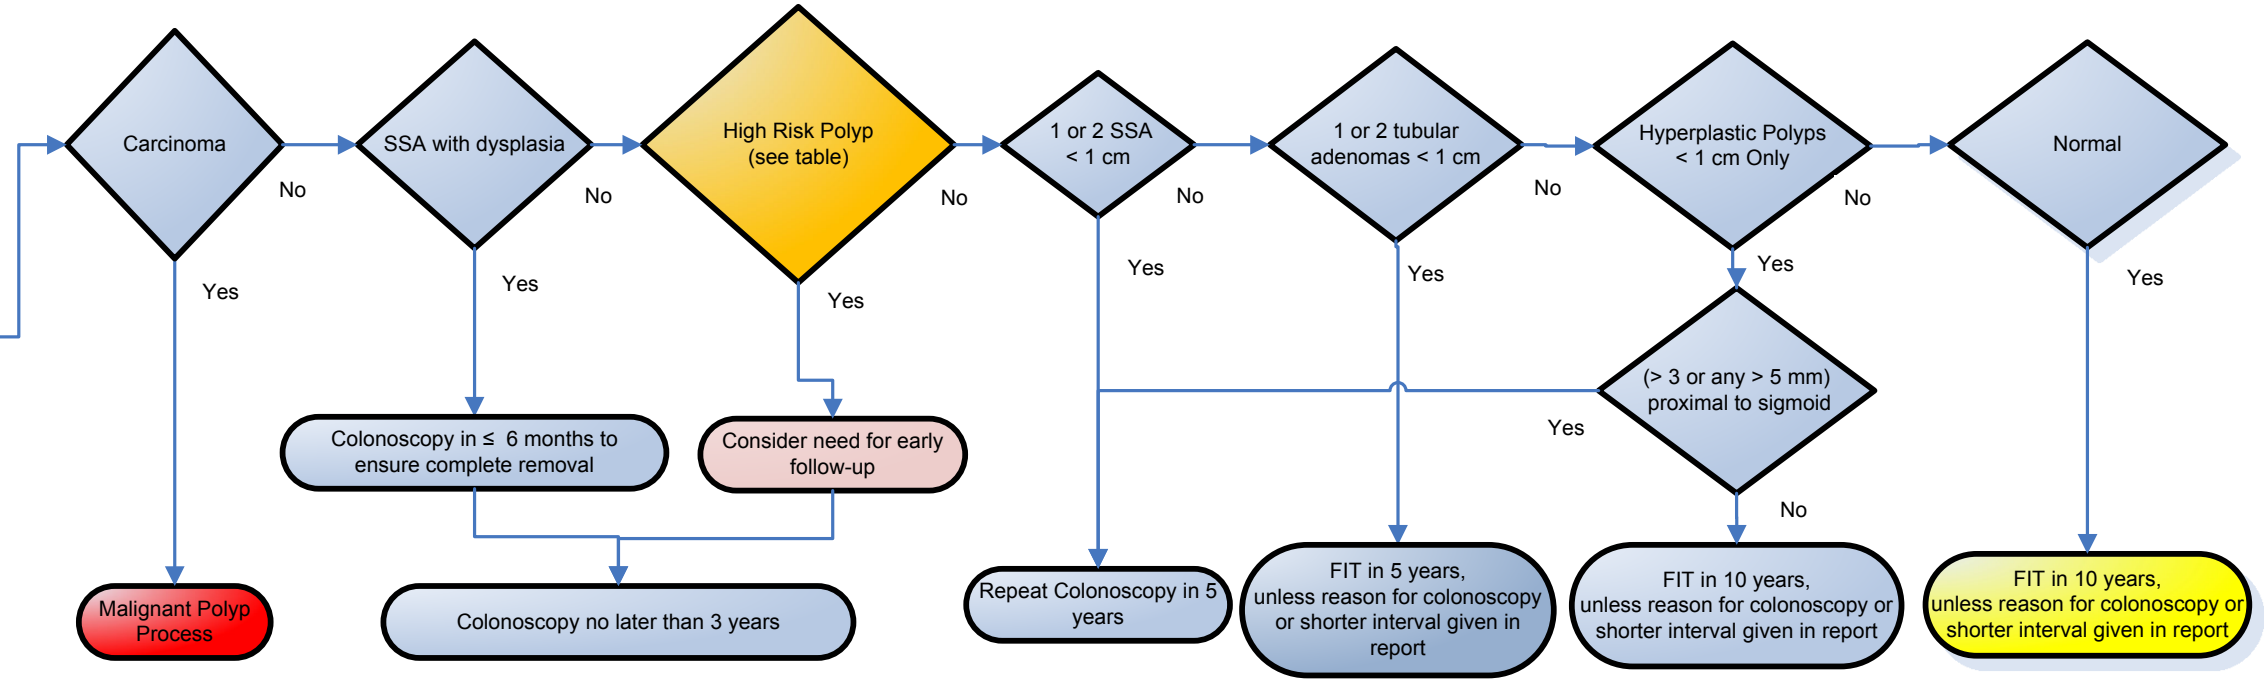 Carcinoma
No
Yes
Malignant Polyp
Process
SSA with dysplasia
No
Yes
Colonoscopy in ≤  6 months to
ensure complete removal
High Risk Polyp
(see table)
No
Yes
Consider need for early
follow-up
Colonoscopy no later than 3 years
1 or 2 SSA
< 1 cm
No
Yes
Repeat Colonoscopy in 5
years
1 or 2 tubular
adenomas < 1 cm
No
Yes
FIT in 5 years,
unless reason for colonoscopy
or shorter interval given in
report
Hyperplastic Polyps
< 1 cm Only
No
Yes
(> 3 or any > 5 mm)
proximal to sigmoid
Yes
No
FIT in 10 years,
unless reason for colonoscopy or
shorter interval given in report
Normal
Yes
FIT in 10 years,
unless reason for colonoscopy or
shorter interval given in report